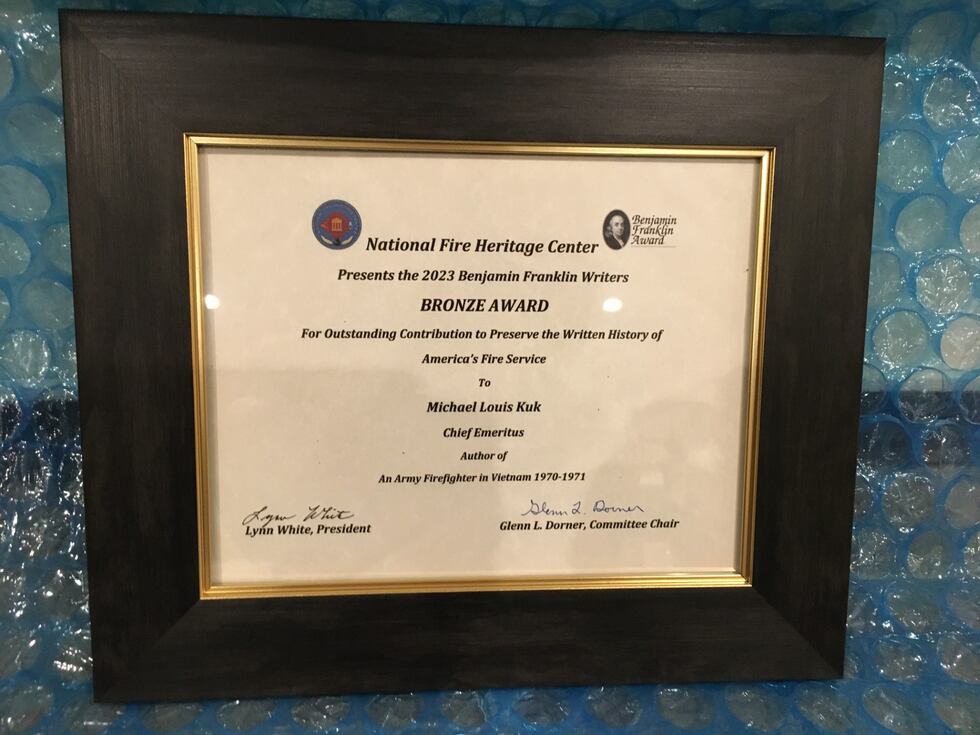 Benjamin
Franklin
Award
National Fire Heritage Center
Presents the 2023 Benjamin Franklin Writers
BRONZE AWARD
For Outstanding Contribution to Preserve the Written History of
America's Fire Service
To
Michael Louis Kuk
Chief Emeritus
Author of
An Army Firefighter in Vietnam 1970-1971
Lynn White
Glenn L. Dorner
Lynn White, President
Glenn L. Dorner, Committee Chair